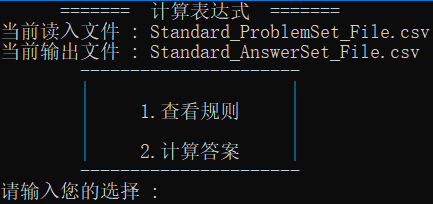 ======= 计算表达式 =======
当前读入文件 : Standard_ProblemSet_File.csv
当前输出文件 : Standard_AnswerSet_File.csv
----------------------
1.查看规则
2.计算答案
----------------------
请输入您的选择 :